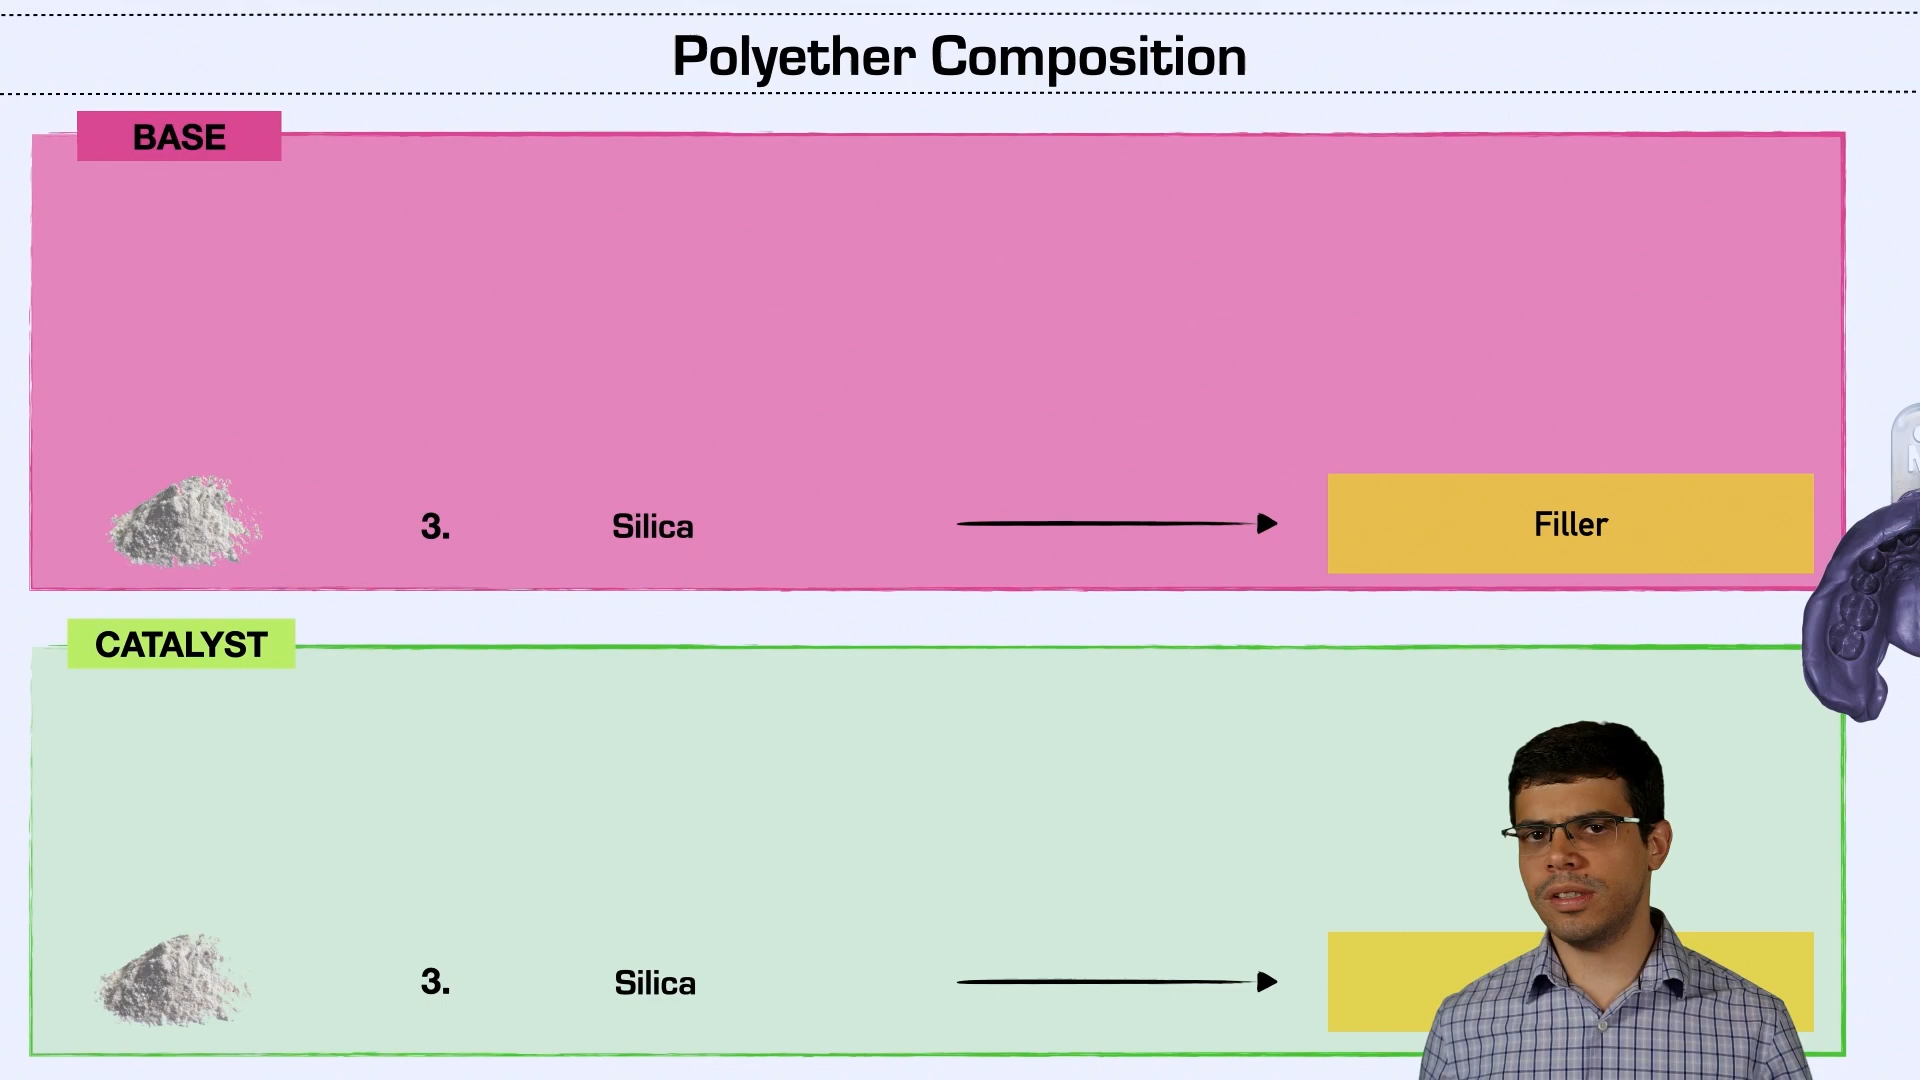 Polyether Composition
BASE
3. Silica Filler
CATALYST
3. Silica